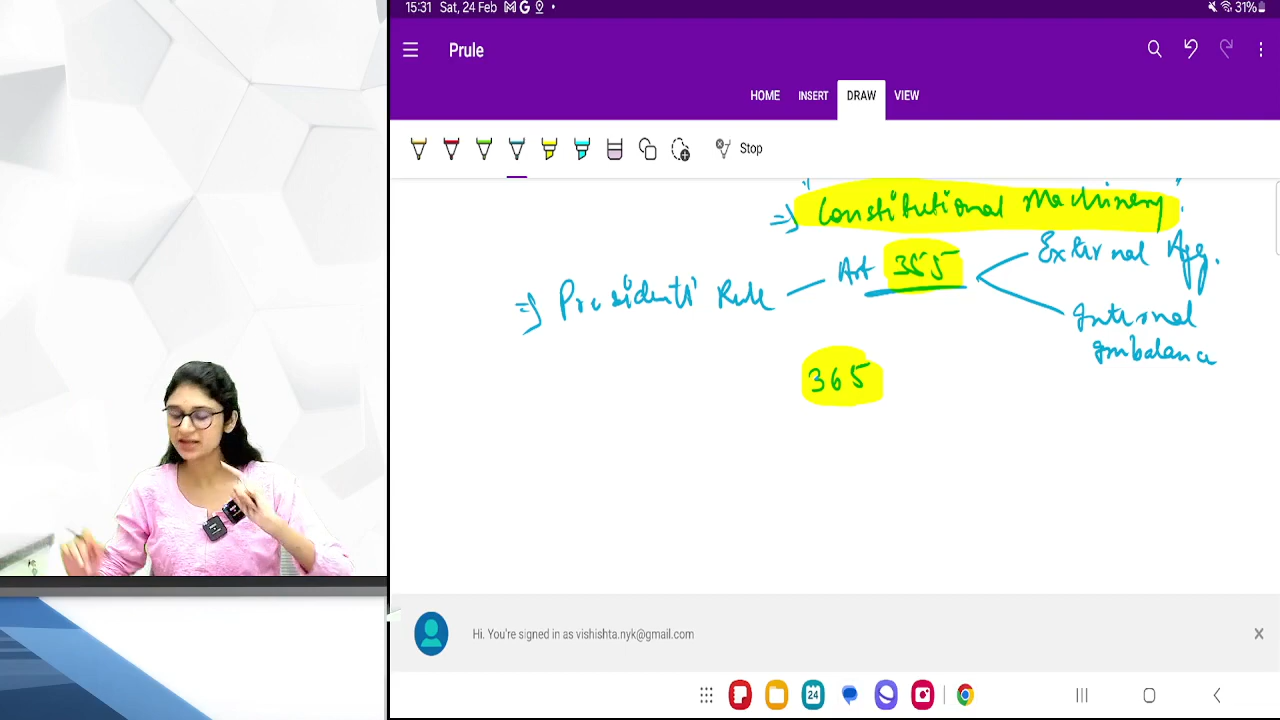 15:31 Sat, 24 Feb
31%
Prule
HOME INSERT DRAW VIEW
Stop
=> Constitutional Machinery.
=> Presidents' Rule — Art 355
External Agg.
Internal
Imbalance
365
Hi. You're signed in as vishishta.nyk@gmail.com
24